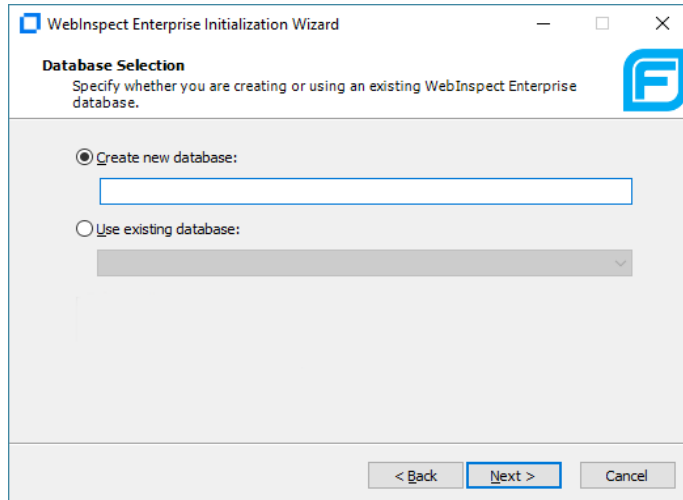 WebInspect Enterprise Initialization Wizard
Database Selection
Specify whether you are creating or using an existing WebInspect Enterprise
database.
Create new database:
Use existing database:
< Back
Next >
Cancel